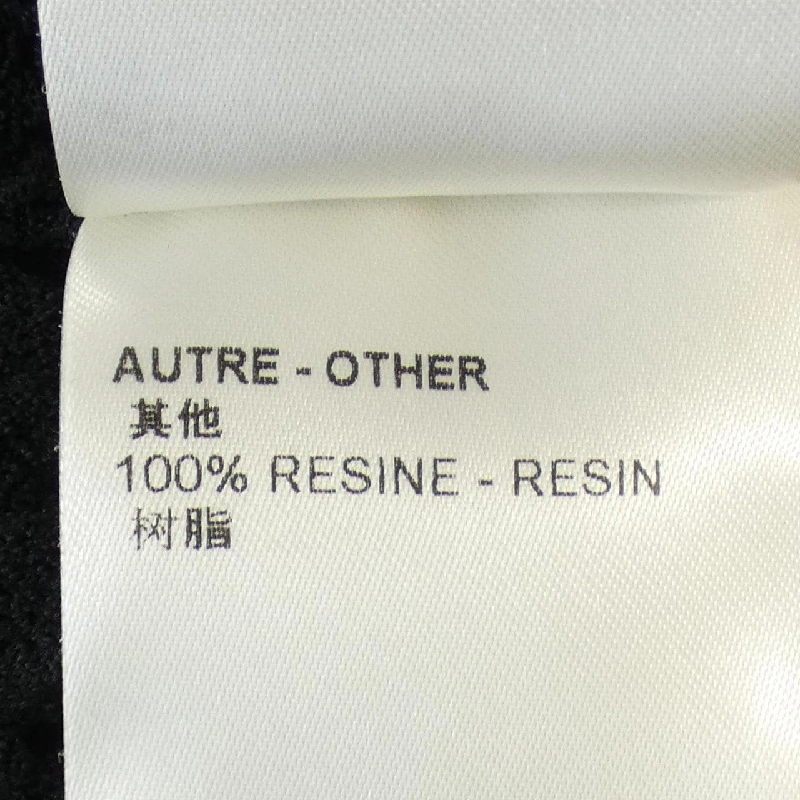 AUTRE - OTHER
其他
100% RESINE - RESIN
树脂